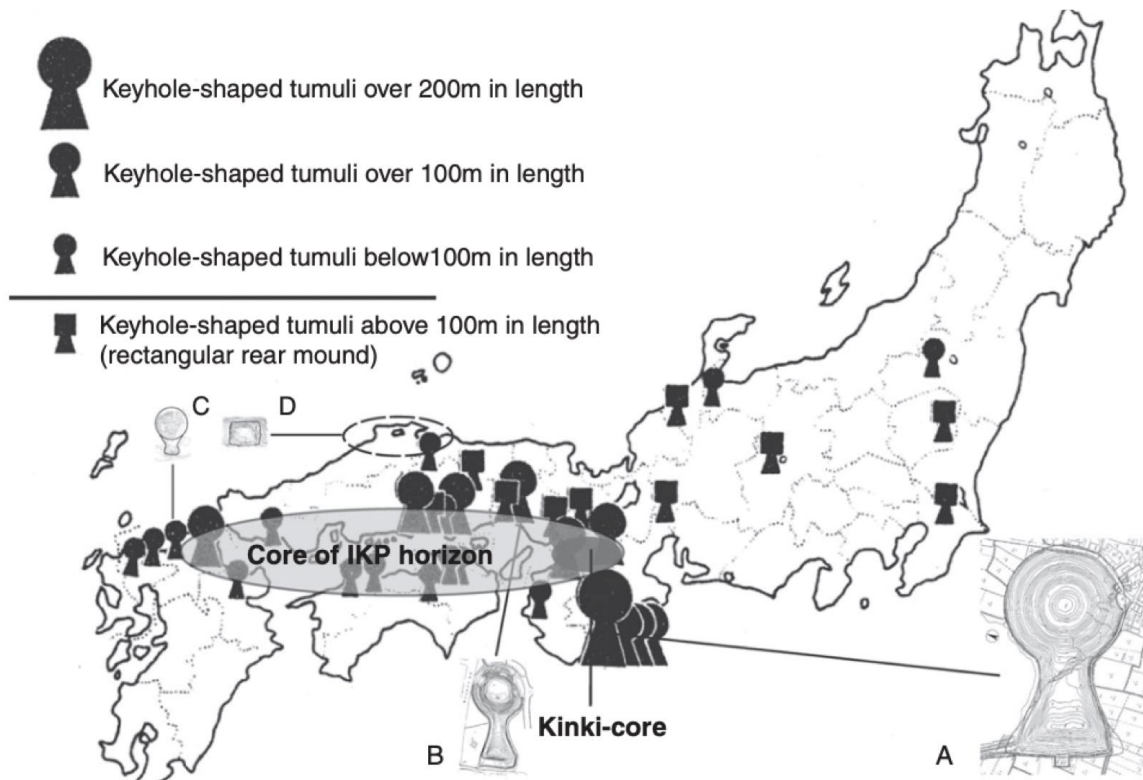 Keyhole-shaped tumuli over 200m in length
Keyhole-shaped tumuli over 100m in length
Keyhole-shaped tumuli below100m in length
Keyhole-shaped tumuli above 100m in length
(rectangular rear mound)
C
D
Core of IKP horizon
Kinki-core
B
A